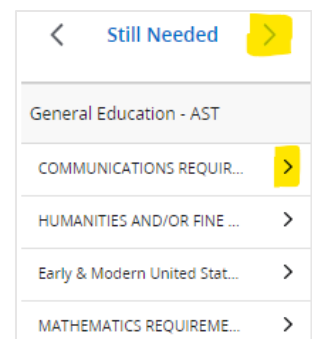 Still Needed
General Education - AST
COMMUNICATIONS REQUIR...
HUMANITIES AND/OR FINE ...
Early & Modern United Stat...
MATHEMATICS REQUIREME...